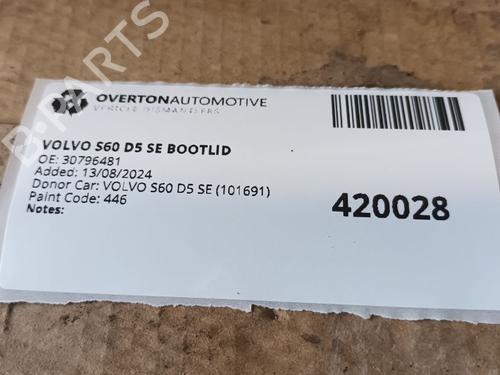 OVERTONAUTOMOTIVE
VEHICLE DISMANTLERS
VOLVO S60 D5 SE BOOTLID
OE: 30796481
Added: 13/08/2024
Donor Car: VOLVO S60 D5 SE (101691)
Paint Code: 446
Notes:
420028
B-PARTS